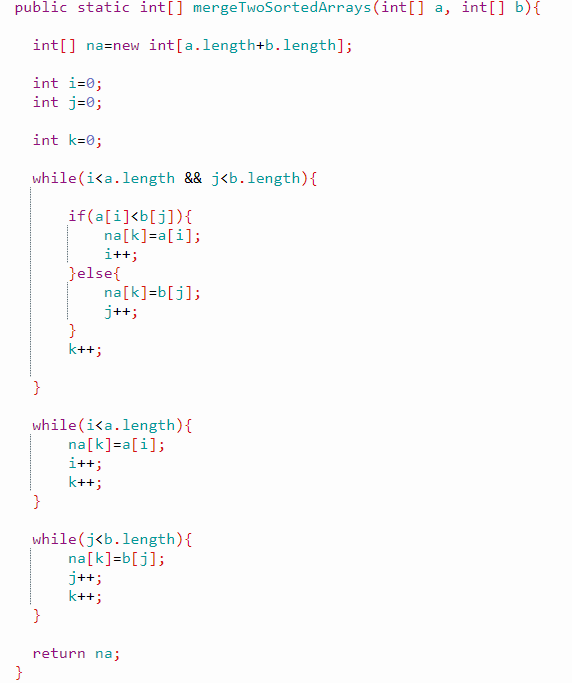 public static int[] mergeTwoSortedArrays(int[] a, int[] b){
int[] na=new int[a.length+b.length];
int i=0;
int j=0;
int k=0;
while(i<a.length && j<b.length){
if(a[i]<b[j]){
na[k]=a[i];
i++;
}else{
na[k]=b[j];
j++;
}
k++;
}
while(i<a.length){
na[k]=a[i];
i++;
k++;
}
while(j<b.length){
na[k]=b[j];
j++;
k++;
}
return na;
}